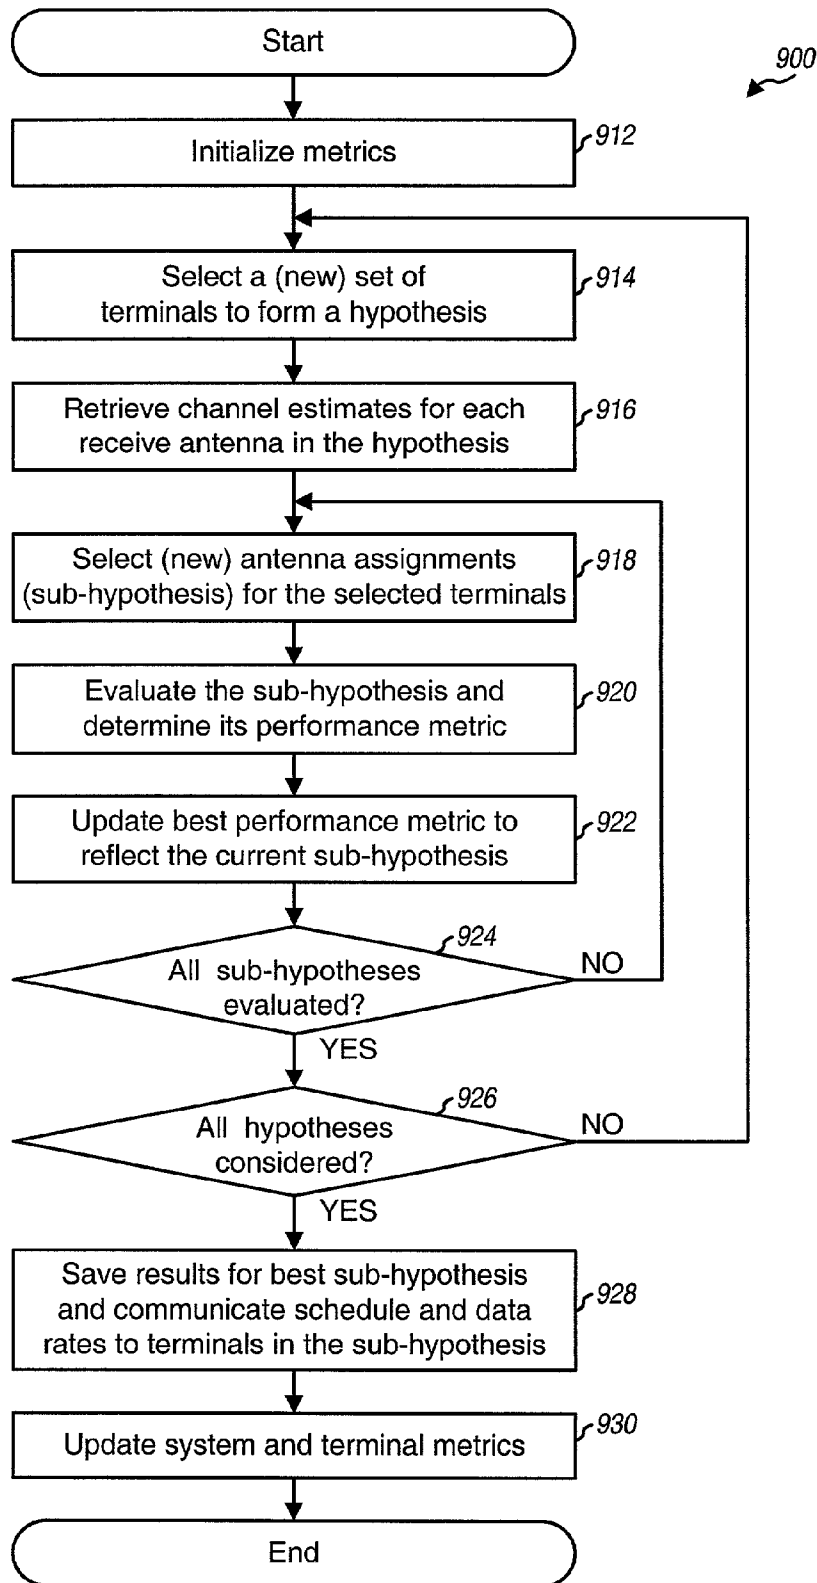 Start
900
Initialize metrics
912
Select a (new) set of
terminals to form a hypothesis
914
Retrieve channel estimates for each
receive antenna in the hypothesis
916
Select (new) antenna assignments
(sub-hypothesis) for the selected terminals
918
Evaluate the sub-hypothesis and
determine its performance metric
920
Update best performance metric to
reflect the current sub-hypothesis
922
924
All sub-hypotheses
evaluated?
NO
YES
926
All hypotheses
considered?
NO
YES
Save results for best sub-hypothesis
and communicate schedule and data
rates to terminals in the sub-hypothesis
928
Update system and terminal metrics
930
End